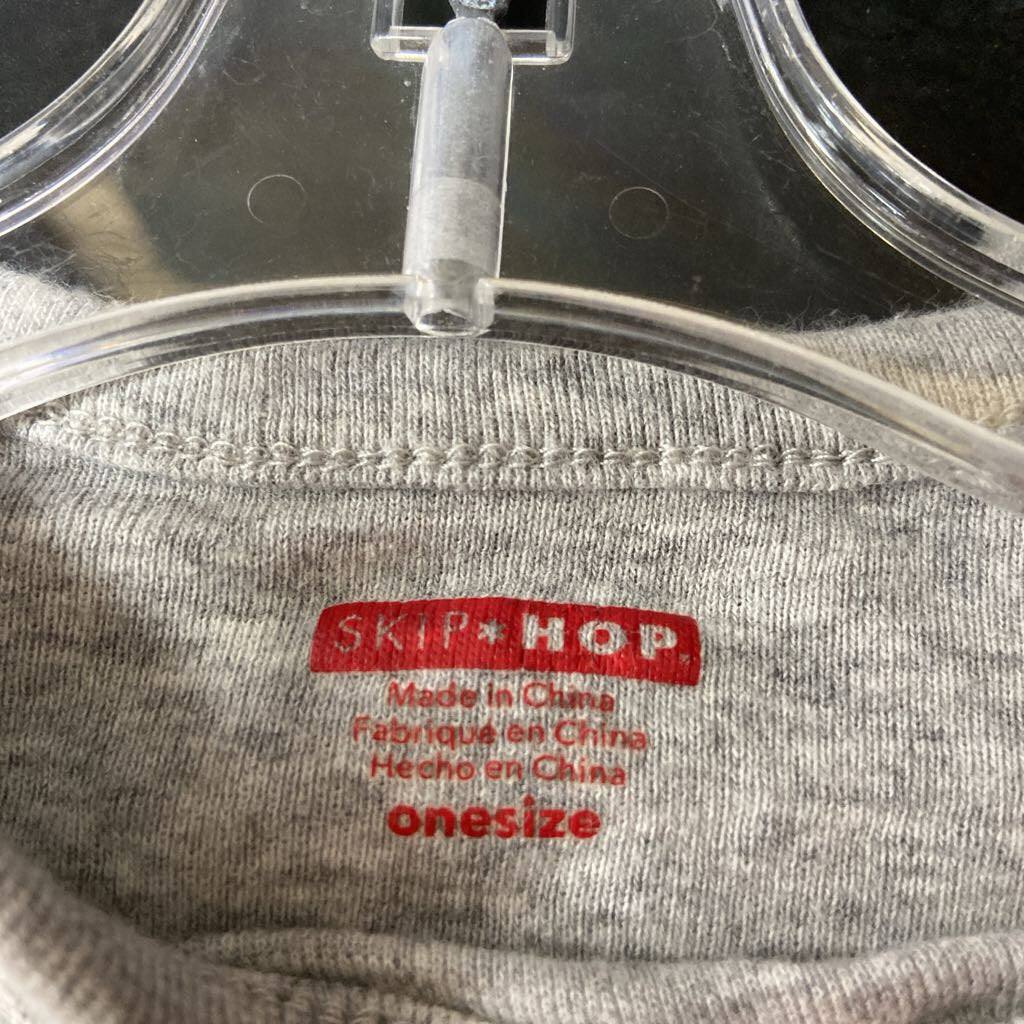 SKIP★HOP.
Made in China
Fabriqué en China
Hecho en China
onesize